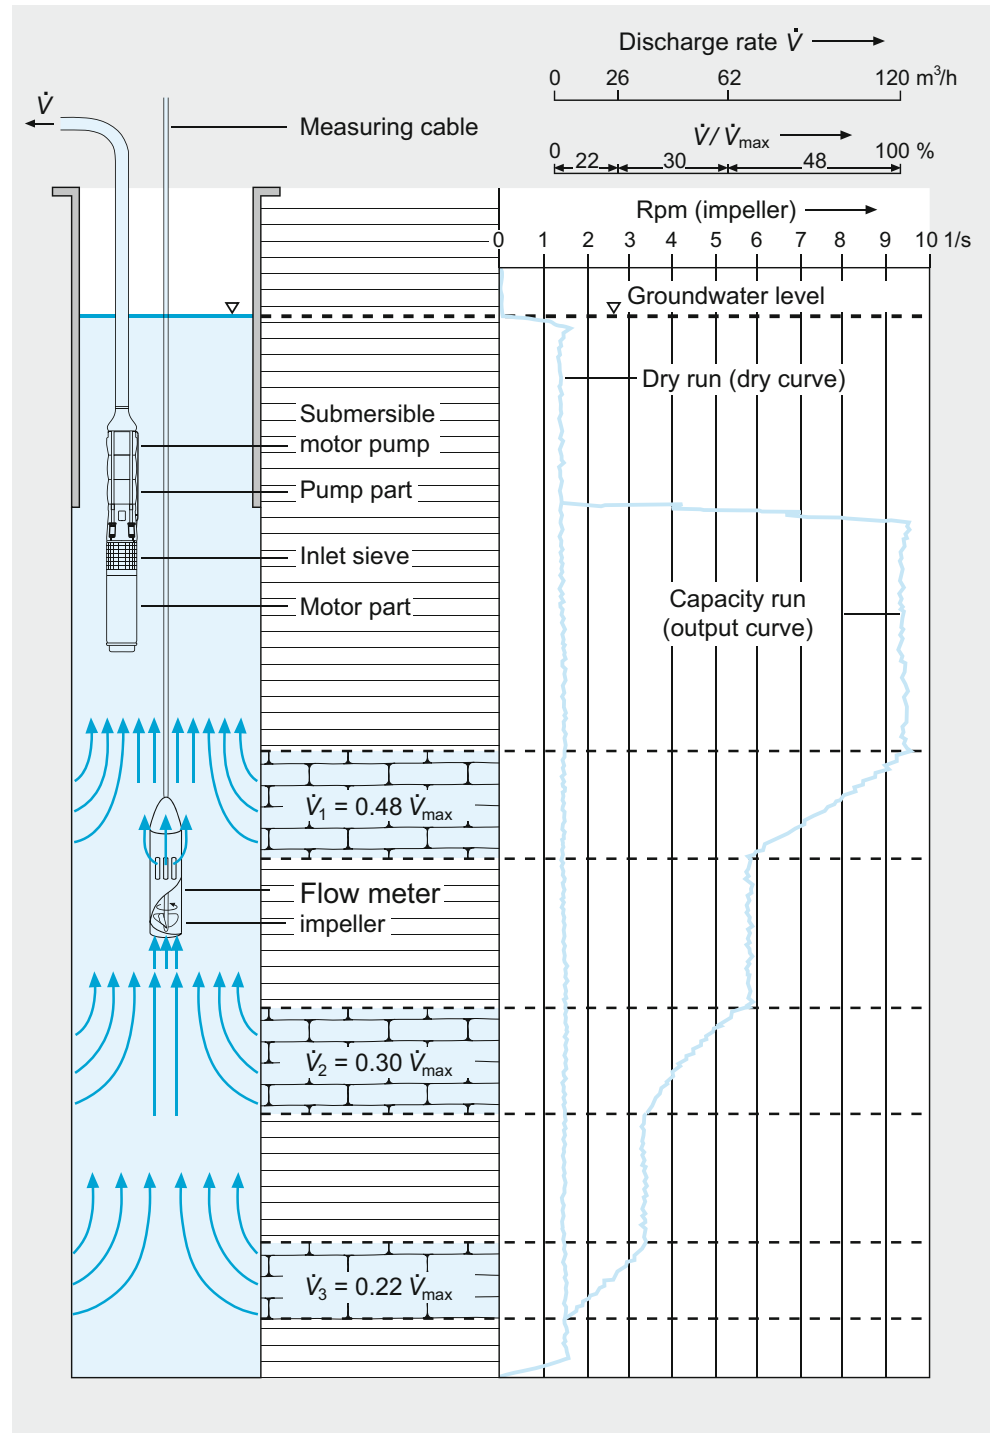 Discharge rate V̇
0 26 62 120 m³/h
V̇
Measuring cable
V̇/V̇max
0 100 %
22 30 48
Rpm (impeller)
0 1 2 3 4 5 6 7 8 9 10 1/s
Groundwater level
Dry run (dry curve)
Submersible
motor pump
Pump part
Inlet sieve
Capacity run
(output curve)
Motor part
V̇₁ = 0.48 V̇max
Flow meter
impeller
V̇₂ = 0.30 V̇max
V̇₃ = 0.22 V̇max